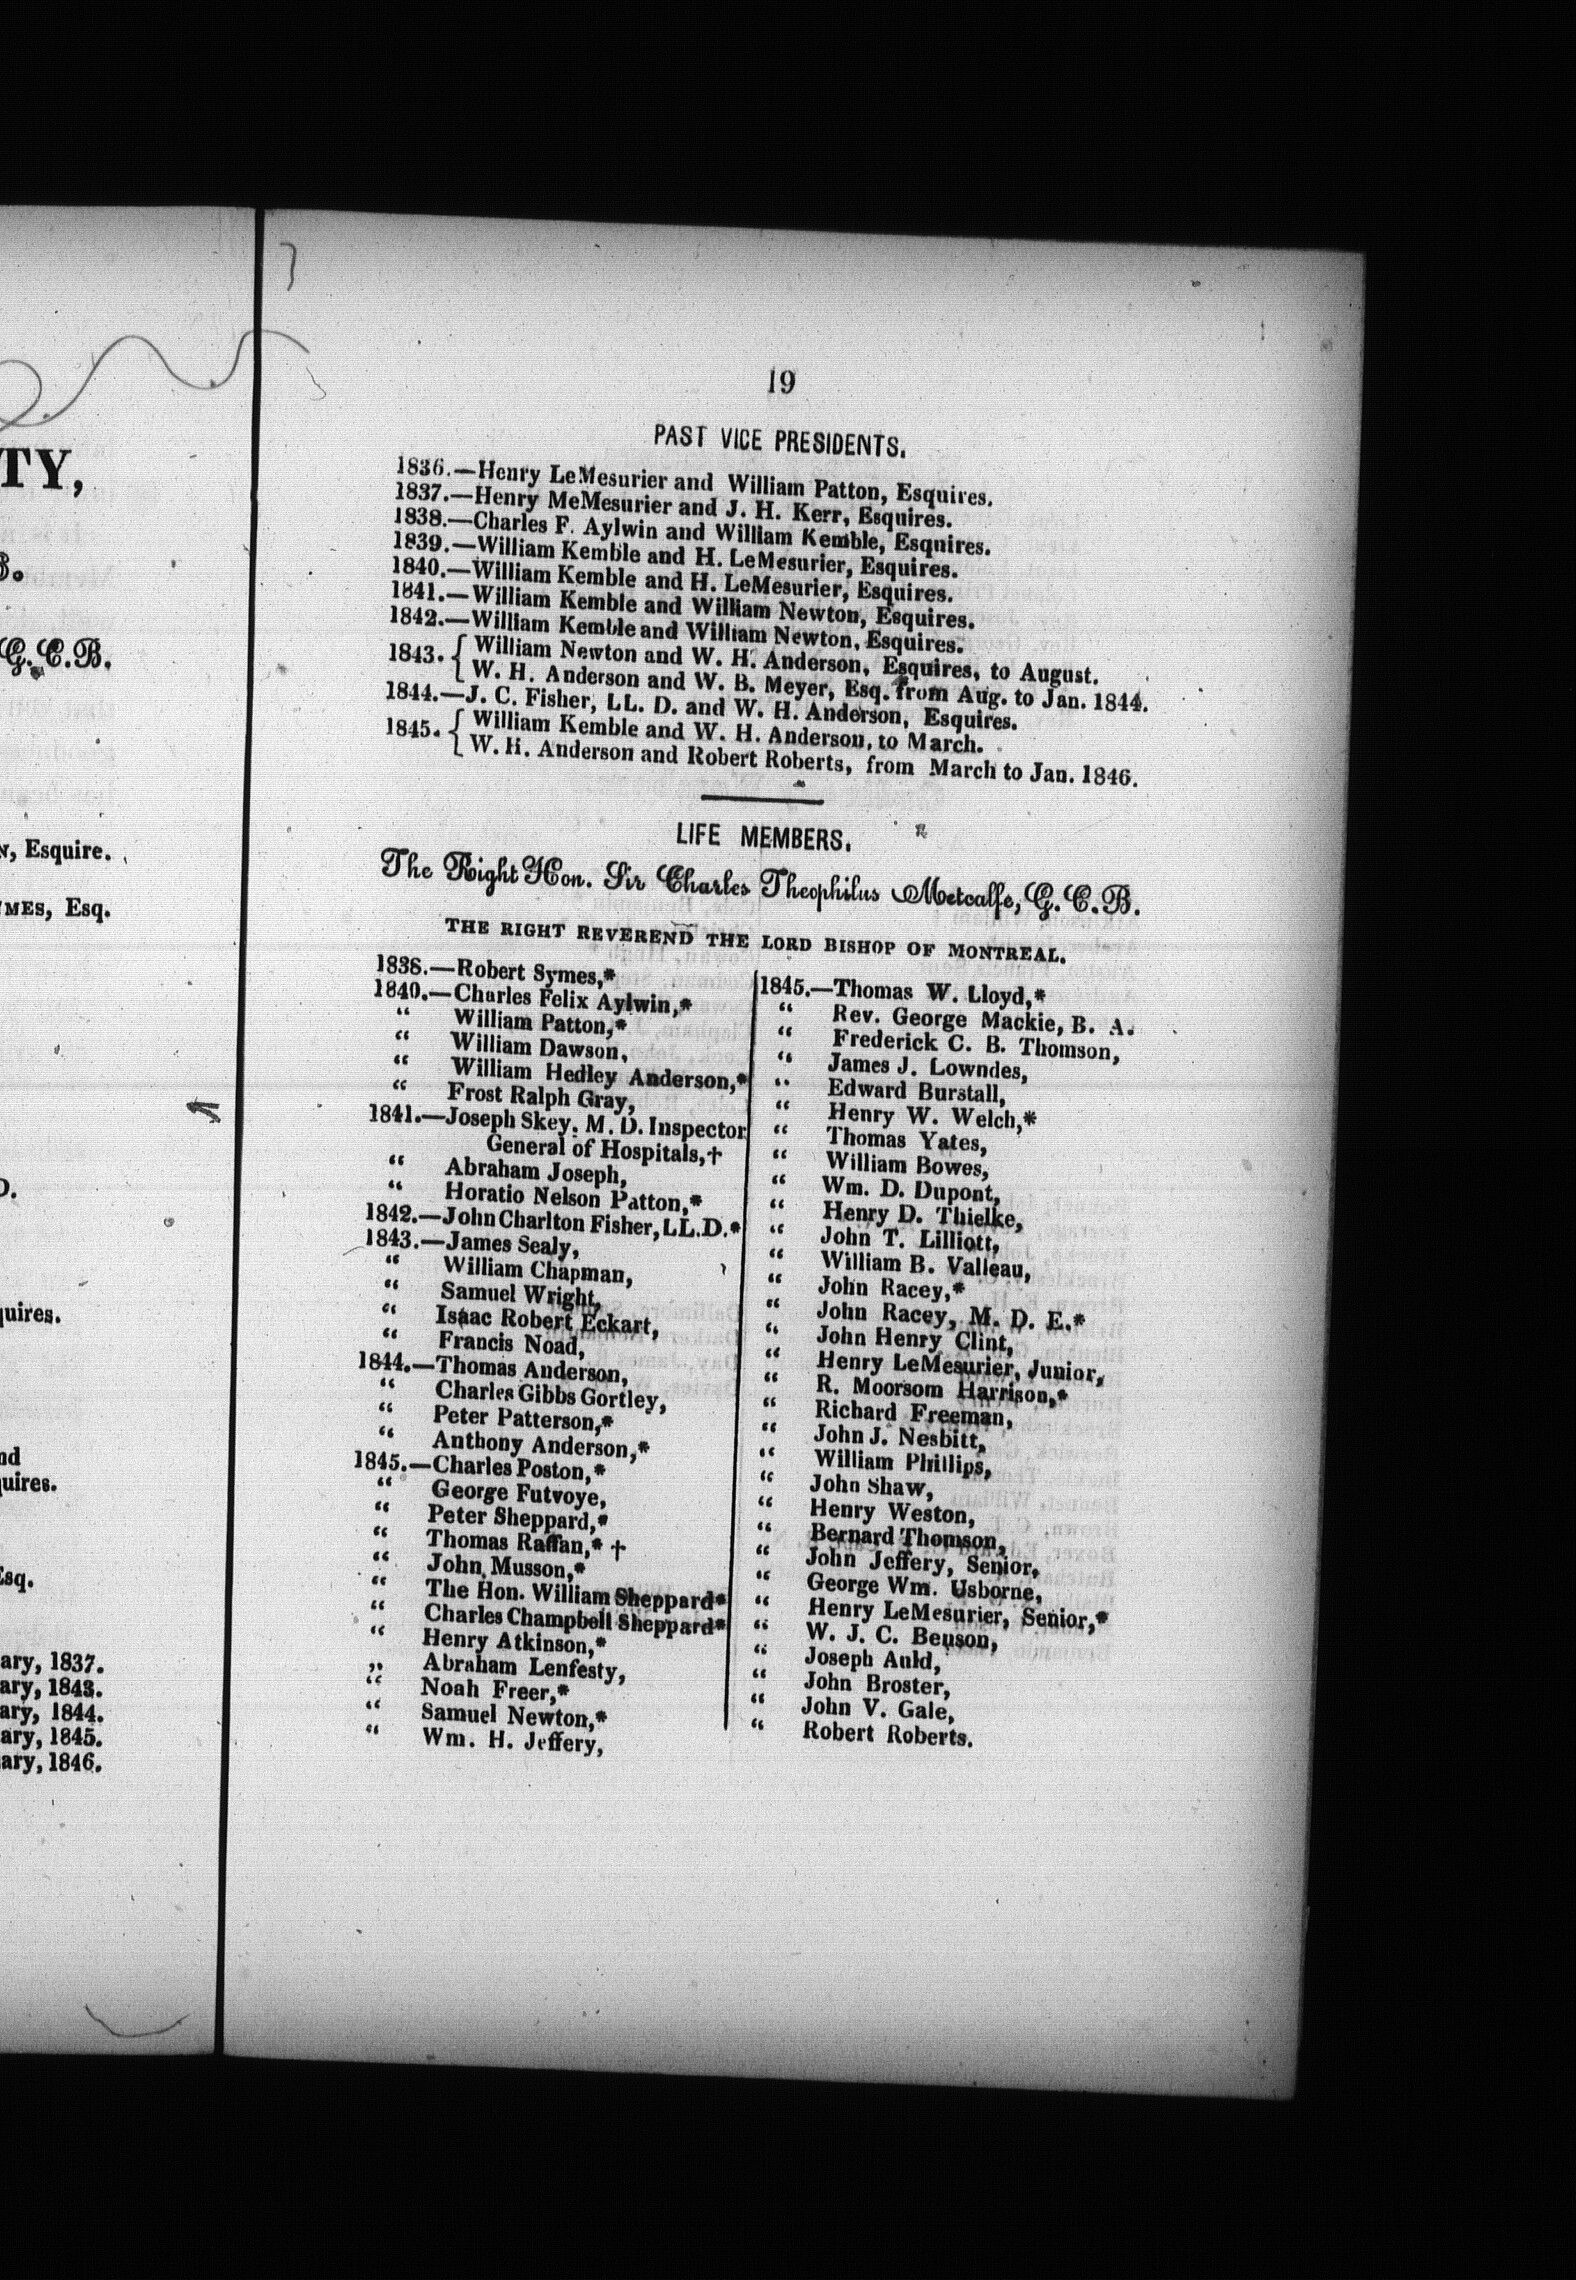 TY,
G.C.B.
Esquire.
Esq.
quires.
nd
quires.
Esq.
ary, 1837.
ary, 1843.
ary, 1844.
ary, 1845.
ary, 1846.
19
PAST VICE PRESIDENTS.
1836.—Henry LeMesurier and William Patton, Esquires.
1837.—Henry MeMesurier and J. H. Kerr, Esquires.
1838.—Charles F. Aylwin and William Kemble, Esquires.
1839.—William Kemble and H. LeMesurier, Esquires.
1840.—William Kemble and H. LeMesurier, Esquires.
1841.—William Kemble and William Newton, Esquires.
1842.—William Kemble and William Newton, Esquires.
1843. { William Newton and W. H. Anderson, Esquires, to August.
W. H. Anderson and W. B. Meyer, Esq. from Aug. to Jan. 1844.
1844.—J. C. Fisher, LL. D. and W. H. Anderson, Esquires.
1845. { William Kemble and W. H. Anderson, to March.
W. H. Anderson and Robert Roberts, from March to Jan. 1846.
LIFE MEMBERS.
The Right Hon. Sir Charles Theophilus Metcalfe, G.C.B.
THE RIGHT REVEREND THE LORD BISHOP OF MONTREAL.
1838.—Robert Symes,*
1840.—Charles Felix Aylwin,*
“ William Patton,*
“ William Dawson,
“ William Hedley Anderson,*
“ Frost Ralph Gray,
1841.—Joseph Skey, M. D. Inspector
General of Hospitals,†
“ Abraham Joseph,
“ Horatio Nelson Patton,*
1842.—John Charlton Fisher, LL.D.*
1843.—James Sealy,
“ William Chapman,
“ Samuel Wright,
“ Isaac Robert Eckart,
“ Francis Noad,
1844.—Thomas Anderson,
“ Charles Gibbs Gortley,
“ Peter Patterson,*
“ Anthony Anderson,*
1845.—Charles Poston,*
“ George Futvoye,
“ Peter Sheppard,*
“ Thomas Raffan,* †
“ John Musson,*
“ The Hon. William Sheppard*
“ Charles Champbell Sheppard*
“ Henry Atkinson,*
„ Abraham Lenfesty,
“ Noah Freer,*
“ Samuel Newton,*
“ Wm. H. Jeffery,
1845.—Thomas W. Lloyd,*
“ Rev. George Mackie, B. A.
“ Frederick C. B. Thomson,
“ James J. Lowndes,
“ Edward Burstall,
“ Henry W. Welch,*
“ Thomas Yates,
“ William Bowes,
“ Wm. D. Dupont,
“ Henry D. Thielke,
“ John T. Lilliott,
“ William B. Valleau,
“ John Racey,*
“ John Racey, M. D. E.*
“ John Henry Clint,
“ Henry LeMesurier, Junior,
“ R. Moorsom Harrison,*
“ Richard Freeman,
“ John J. Nesbitt,
“ William Phillips,
“ John Shaw,
“ Henry Weston,
“ Bernard Thomson,
“ John Jeffery, Senior,
“ George Wm. Usborne,
“ Henry LeMesurier, Senior,*
“ W. J. C. Benson,
“ Joseph Auld,
“ John Broster,
“ John V. Gale,
“ Robert Roberts.